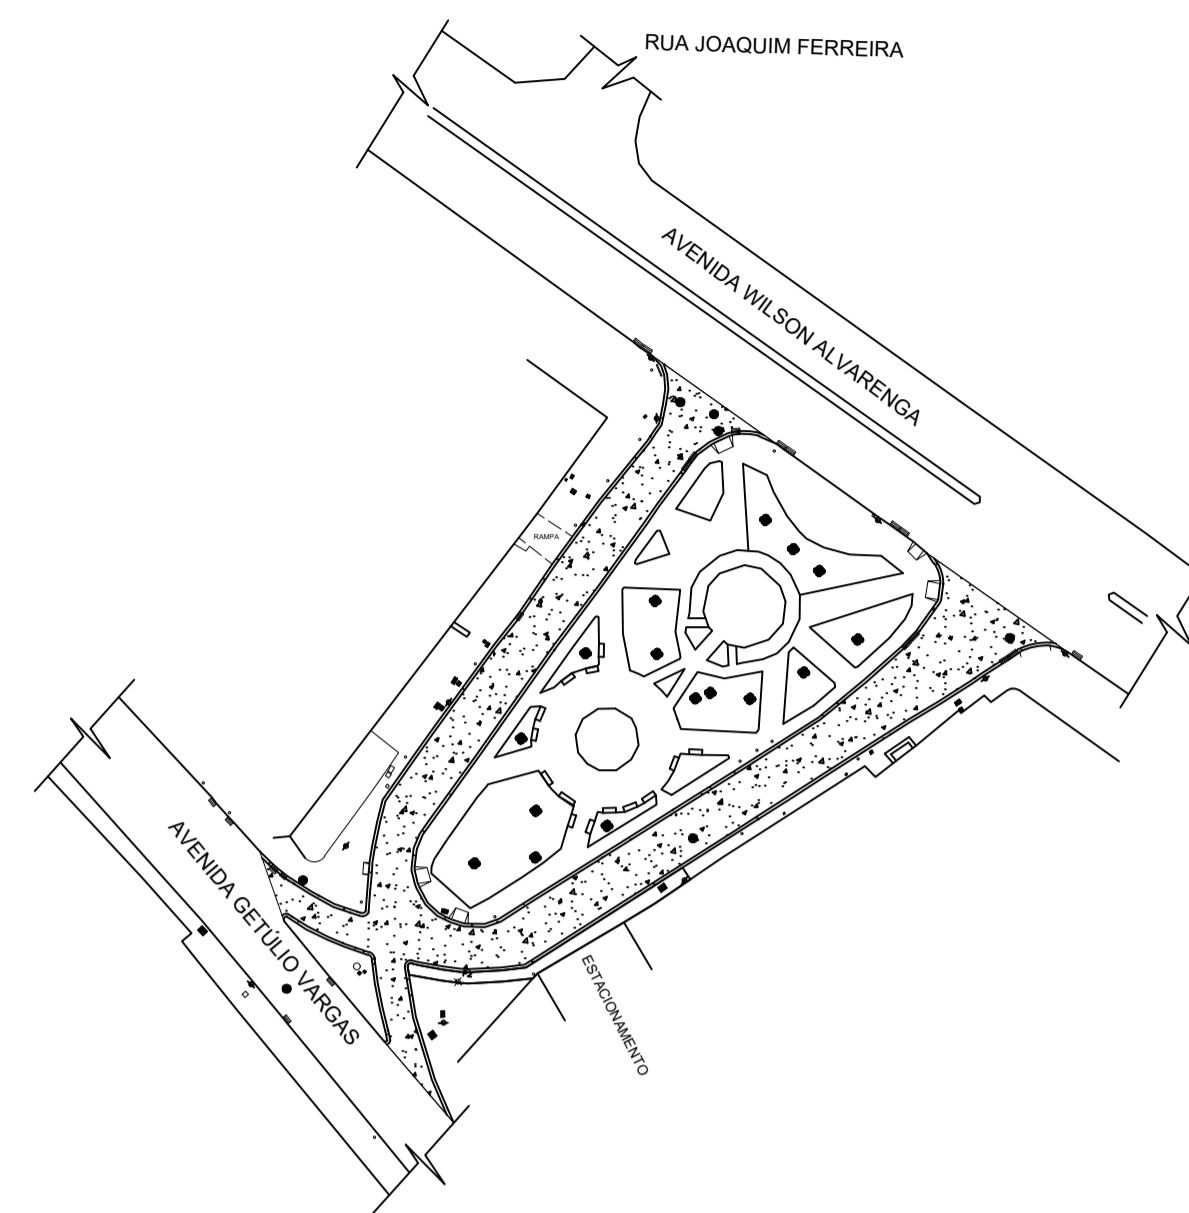 RUA JOAQUIM FERREIRA
AVENIDA WILSON ALVARENGA
RAMPA
AVENIDA GETÚLIO VARGAS
ESTACIONAMENTO